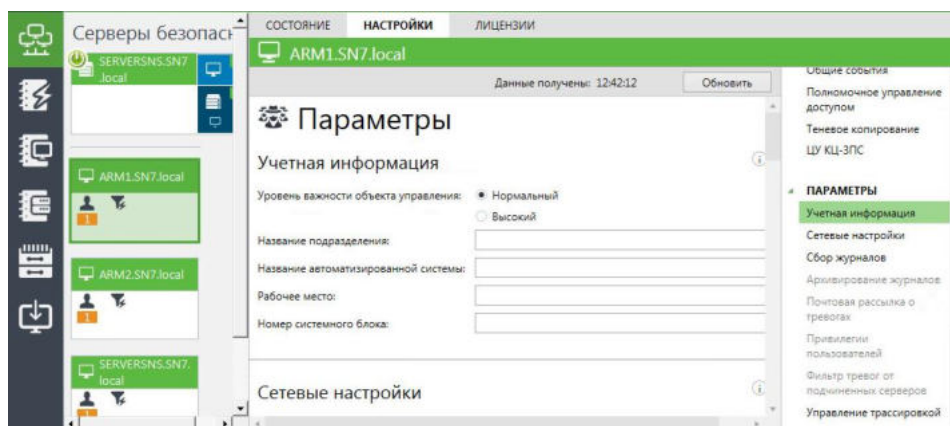 Серверы безопасн
SERVERSNS.SN7
.local
ARM1.SN7.local
1
ARM2.SN7.local
1
SERVERSNS.SN7.
local
1
СОСТОЯНИЕ НАСТРОЙКИ ЛИЦЕНЗИИ
ARM1.SN7.local
Данные получены: 12:42:12 Обновить
Параметры
Учетная информация
Уровень важности объекта управления: Нормальный
Высокий
Название подразделения:
Название автоматизированной системы:
Рабочее место:
Номер системного блока:
Сетевые настройки
Общие события
Полномочное управление
доступом
Теневое копирование
ЦУ КЦ-ЗПС
ПАРАМЕТРЫ
Учетная информация
Сетевые настройки
Сбор журналов
Архивирование журналов
Почтовая рассылка о
тревогах
Привилегии
пользователей
Фильтр тревог от
подчиненных серверов
Управление трассировкой